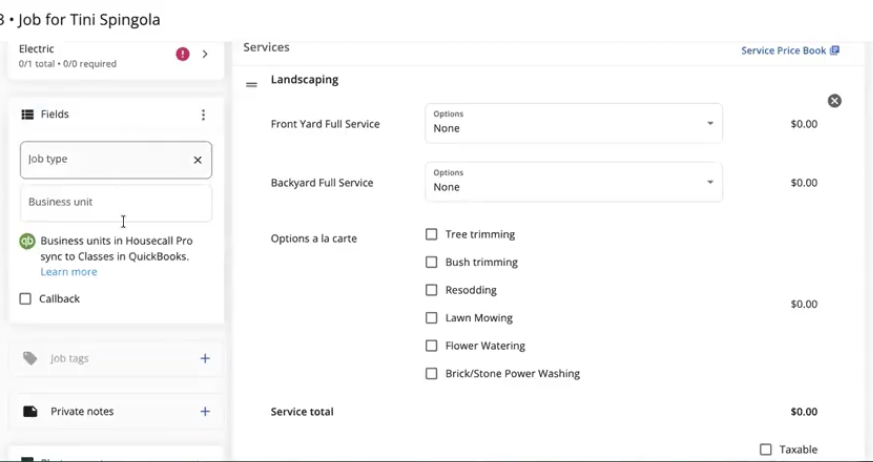 3 • Job for Tini Spingola
Electric
0/1 total • 0/0 required
Fields
Job type
Business unit
qb
Business units in Housecall Pro
sync to Classes in QuickBooks.
Learn more
Callback
Job tags
Private notes
Services
Service Price Book
Landscaping
Front Yard Full Service
Options
None
$0.00
Backyard Full Service
Options
None
$0.00
Options a la carte
Tree trimming
Bush trimming
Resodding
Lawn Mowing
Flower Watering
Brick/Stone Power Washing
$0.00
Service total
$0.00
Taxable